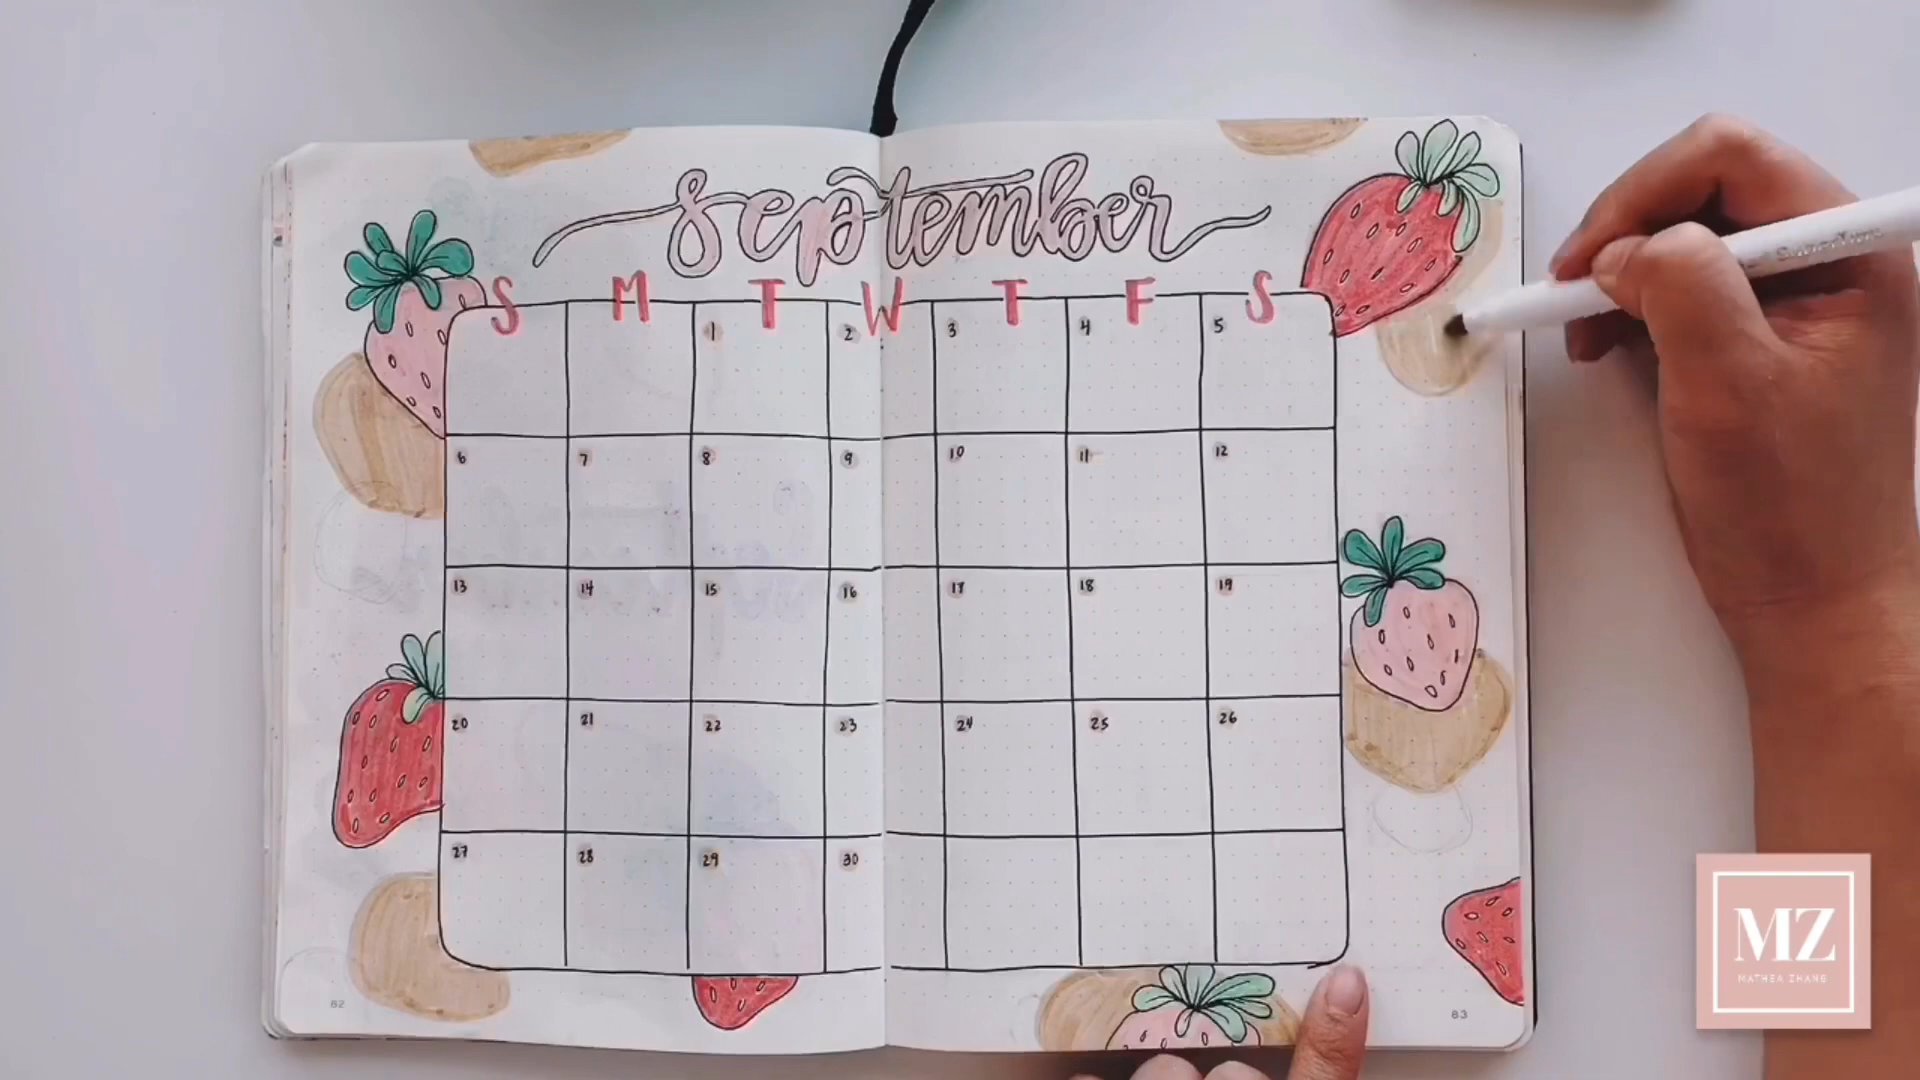 september
S M T W T F S
1 2 3 4 5
6 7 8 9 10 11 12
13 14 15 16 17 18 19
20 21 22 23 24 25 26
27 28 29 30
82
83
MZ
MATHEA ZHANG